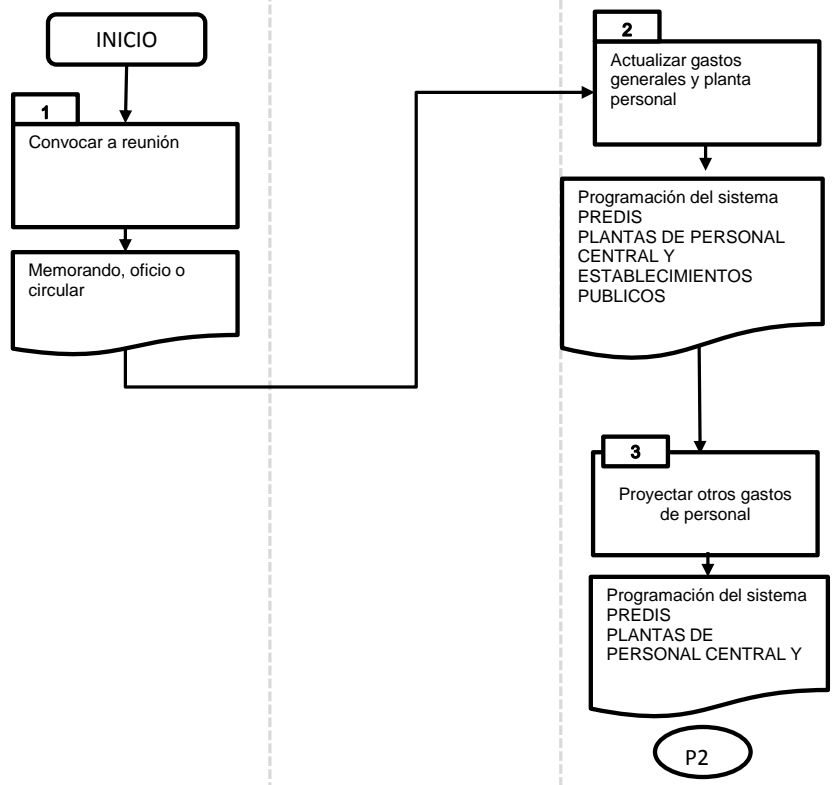 INICIO
1
Convocar a reunión
Memorando, oficio o
circular
2
Actualizar gastos
generales y planta
personal
Programación del sistema
PREDIS
PLANTAS DE PERSONAL
CENTRAL Y
ESTABLECIMIENTOS
PUBLICOS
3
Proyectar otros gastos
de personal
Programación del sistema
PREDIS
PLANTAS DE
PERSONAL CENTRAL Y
P2